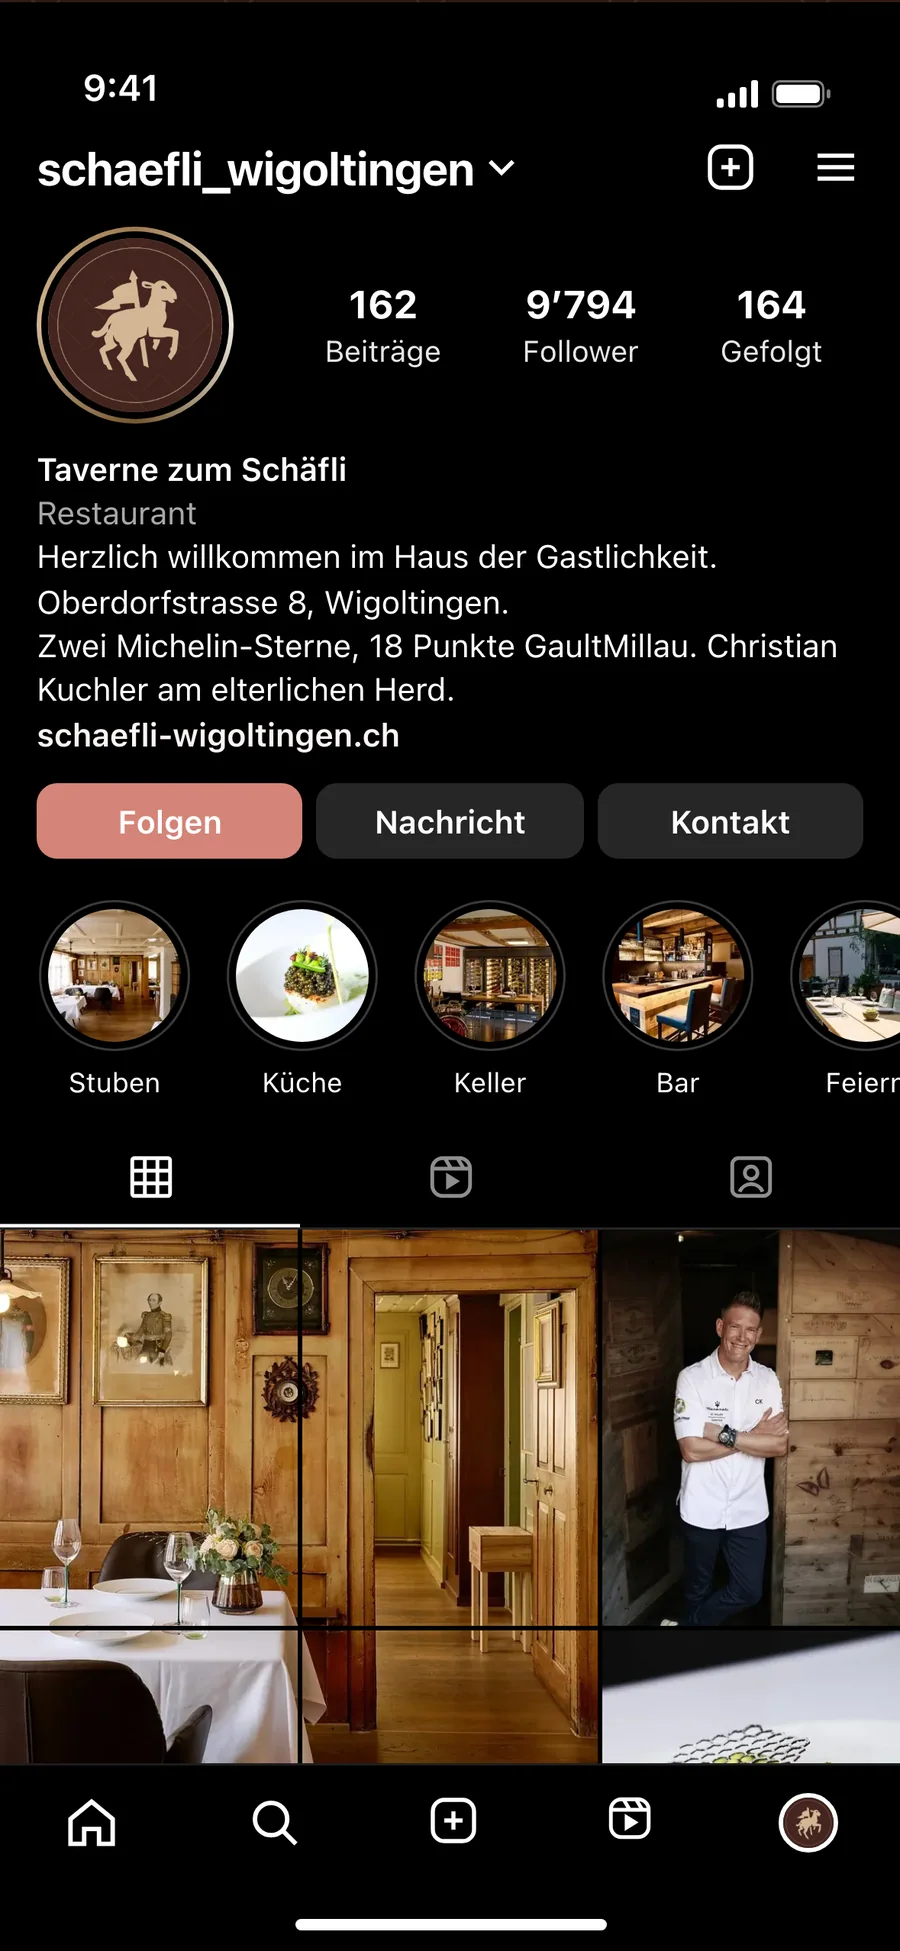 9:41
schaefli_wigoltingen
162
9’794
164
Beiträge
Follower
Gefolgt
Taverne zum Schäfli
Restaurant
Herzlich willkommen im Haus der Gastlichkeit.
Oberdorfstrasse 8, Wigoltingen.
Zwei Michelin-Sterne, 18 Punkte GaultMillau. Christian
Kuchler am elterlichen Herd.
schaefli-wigoltingen.ch
Folgen
Nachricht
Kontakt
Stuben
Küche
Keller
Bar
CK